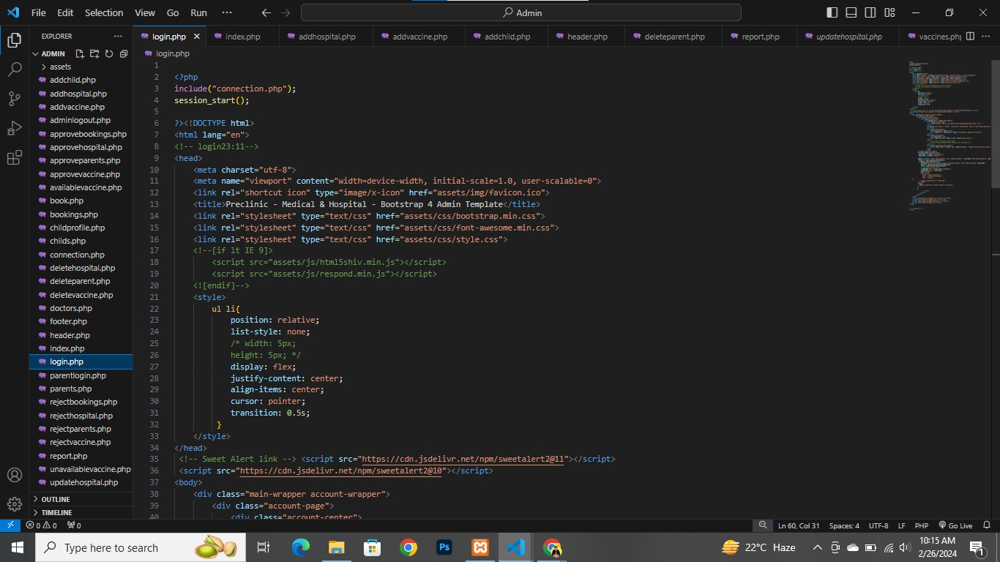 File Edit Selection View Go Run ··· Admin
EXPLORER ···
login.php index.php addhospital.php addvaccine.php addchild.php header.php deleteparent.php report.php updatehospital.php vaccines.php ···
ADMIN
login.php
assets
addchild.php
addhospital.php
addvaccine.php
adminlogout.php
approvebookings.php
approvehospital.php
approveparents.php
approvevaccine.php
availablevaccine.php
book.php
bookings.php
childprofile.php
childs.php
connection.php
deletehospital.php
deleteparent.php
deletevaccine.php
doctors.php
footer.php
header.php
index.php
login.php
parentlogin.php
parents.php
rejectbookings.php
rejecthospital.php
rejectparents.php
rejectvaccine.php
report.php
unavailablevaccine.php
updatehospital.php
OUTLINE
TIMELINE
1
2 <?php
3 include("connection.php");
4 session_start();
5
6 ?><!DOCTYPE html>
7 <html lang="en">
8 <!-- login23:11-->
9 <head>
10 <meta charset="utf-8">
11 <meta name="viewport" content="width=device-width, initial-scale=1.0, user-scalable=0">
12 <link rel="shortcut icon" type="image/x-icon" href="assets/img/favicon.ico">
13 <title>Preclinic - Medical & Hospital - Bootstrap 4 Admin Template</title>
14 <link rel="stylesheet" type="text/css" href="assets/css/bootstrap.min.css">
15 <link rel="stylesheet" type="text/css" href="assets/css/font-awesome.min.css">
16 <link rel="stylesheet" type="text/css" href="assets/css/style.css">
17 <!--[if lt IE 9]>
18 <script src="assets/js/html5shiv.min.js"></script>
19 <script src="assets/js/respond.min.js"></script>
20 <![endif]-->
21 <style>
22 ul li{
23 position: relative;
24 list-style: none;
25 /* width: 5px;
26 height: 5px; */
27 display: flex;
28 justify-content: center;
29 align-items: center;
30 cursor: pointer;
31 transition: 0.5s;
32 }
33 </style>
34 </head>
35 <!-- Sweet Alert link --> <script src="https://cdn.jsdelivr.net/npm/sweetalert2@11"></script>
36 <script src="https://cdn.jsdelivr.net/npm/sweetalert2@10"></script>
37 <body>
38 <div class="main-wrapper account-wrapper">
39 <div class="account-page">
40 <div class="account-center">
0 0 0 Ln 60, Col 31 Spaces: 4 UTF-8 LF PHP Go Live
Type here to search Ps 22°C Haze 10:15 AM
2/26/2024 1